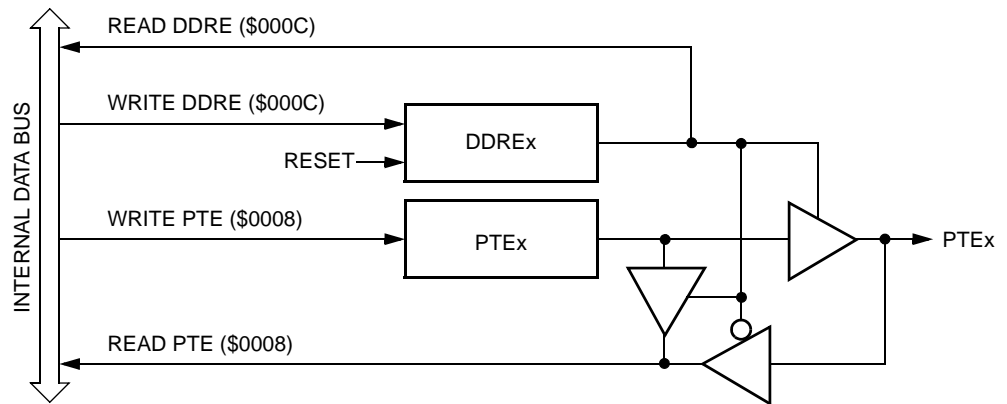 READ DDRE ($000C)
WRITE DDRE ($000C)
DDREx
RESET
WRITE PTE ($0008)
PTEx
PTEx
READ PTE ($0008)
INTERNAL DATA BUS